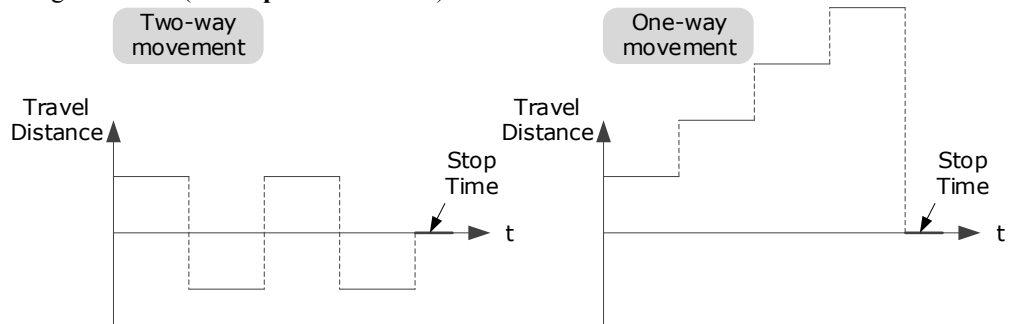 Two-way
movement
Travel
Distance
Stop
Time
t
One-way
movement
Travel
Distance
Stop
Time
t